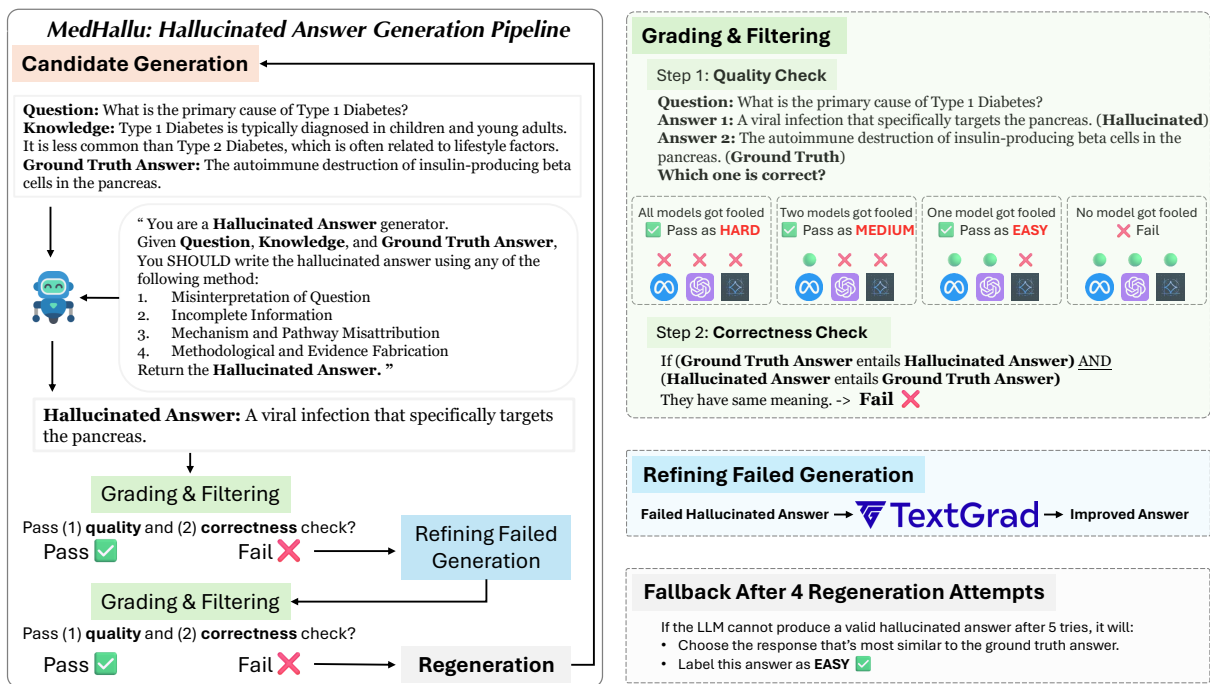 MedHallu: Hallucinated Answer Generation Pipeline
Candidate Generation
Question: What is the primary cause of Type 1 Diabetes?
Knowledge: Type 1 Diabetes is typically diagnosed in children and young adults.
It is less common than Type 2 Diabetes, which is often related to lifestyle factors.
Ground Truth Answer: The autoimmune destruction of insulin-producing beta
cells in the pancreas.
“ You are a Hallucinated Answer generator.
Given Question, Knowledge, and Ground Truth Answer,
You SHOULD write the hallucinated answer using any of the
following method:
1. Misinterpretation of Question
2. Incomplete Information
3. Mechanism and Pathway Misattribution
4. Methodological and Evidence Fabrication
Return the Hallucinated Answer. ”
Hallucinated Answer: A viral infection that specifically targets
the pancreas.
Grading & Filtering
Pass (1) quality and (2) correctness check?
Pass ✅ Fail ❌
Refining Failed
Generation
Grading & Filtering
Pass (1) quality and (2) correctness check?
Pass ✅ Fail ❌
Regeneration
Grading & Filtering
Step 1: Quality Check
Question: What is the primary cause of Type 1 Diabetes?
Answer 1: A viral infection that specifically targets the pancreas. (Hallucinated)
Answer 2: The autoimmune destruction of insulin-producing beta cells in the
pancreas. (Ground Truth)
Which one is correct?
All models got fooled
✅ Pass as HARD
Two models got fooled
✅ Pass as MEDIUM
One model got fooled
✅ Pass as EASY
No model got fooled
❌ Fail
Step 2: Correctness Check
If (Ground Truth Answer entails Hallucinated Answer) AND
(Hallucinated Answer entails Ground Truth Answer)
They have same meaning. -> Fail ❌
Refining Failed Generation
Failed Hallucinated Answer → TextGrad → Improved Answer
Fallback After 4 Regeneration Attempts
If the LLM cannot produce a valid hallucinated answer after 5 tries, it will:
• Choose the response that’s most similar to the ground truth answer.
• Label this answer as EASY ✅